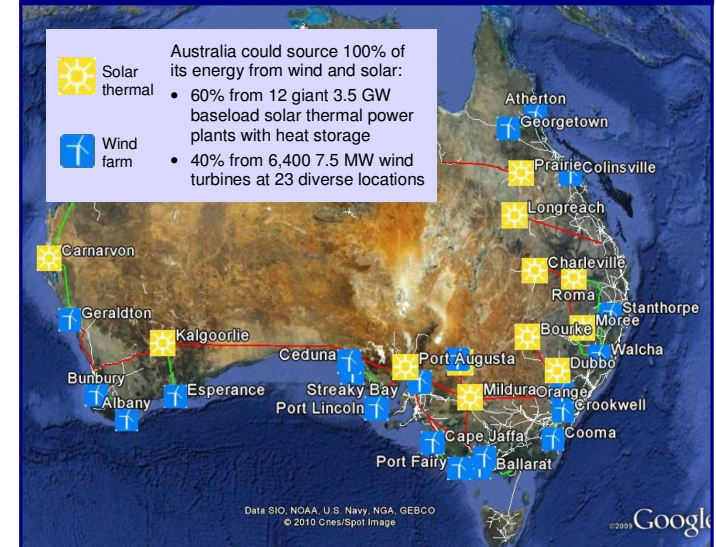 Solar
thermal
Wind
farm
Australia could source 100% of
its energy from wind and solar:
• 60% from 12 giant 3.5 GW
baseload solar thermal power
plants with heat storage
• 40% from 6,400 7.5 MW wind
turbines at 23 diverse locations
Atherton
Georgetown
Prairie
Colinsville
Longreach
Carnarvon
Charleville
Roma
Stanthorpe
Geraldton
Moree
Kalgoorlie
Bourke
Walcha
Ceduna
Port Augusta
Dubbo
Bunbury
Esperance
Streaky Bay
Mildura
Orange
Albany
Port Lincoln
Crookwell
Cape Jaffa
Cooma
Port Fairy
Ballarat
Data SIO, NOAA, U.S. Navy, NGA, GEBCO
© 2010 Cnes/Spot Image
©2009 Google